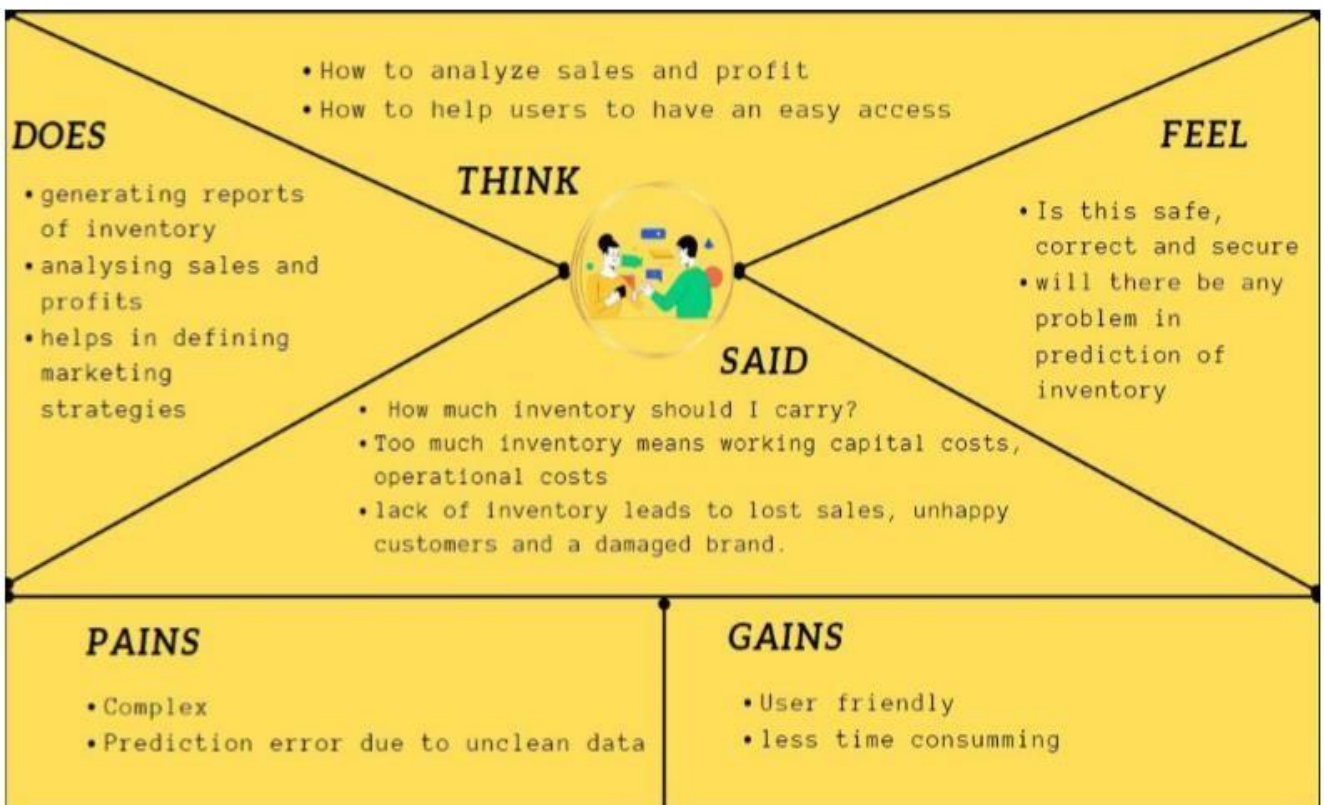 • How to analyze sales and profit
• How to help users to have an easy access
THINK
DOES
• generating reports
of inventory
• analysing sales and
profits
• helps in defining
marketing
strategies
FEEL
• Is this safe,
correct and secure
• will there be any
problem in
prediction of
inventory
SAID
• How much inventory should I carry?
• Too much inventory means working capital costs,
operational costs
• lack of inventory leads to lost sales, unhappy
customers and a damaged brand.
PAINS
• Complex
• Prediction error due to unclean data
GAINS
• User friendly
• less time consumming